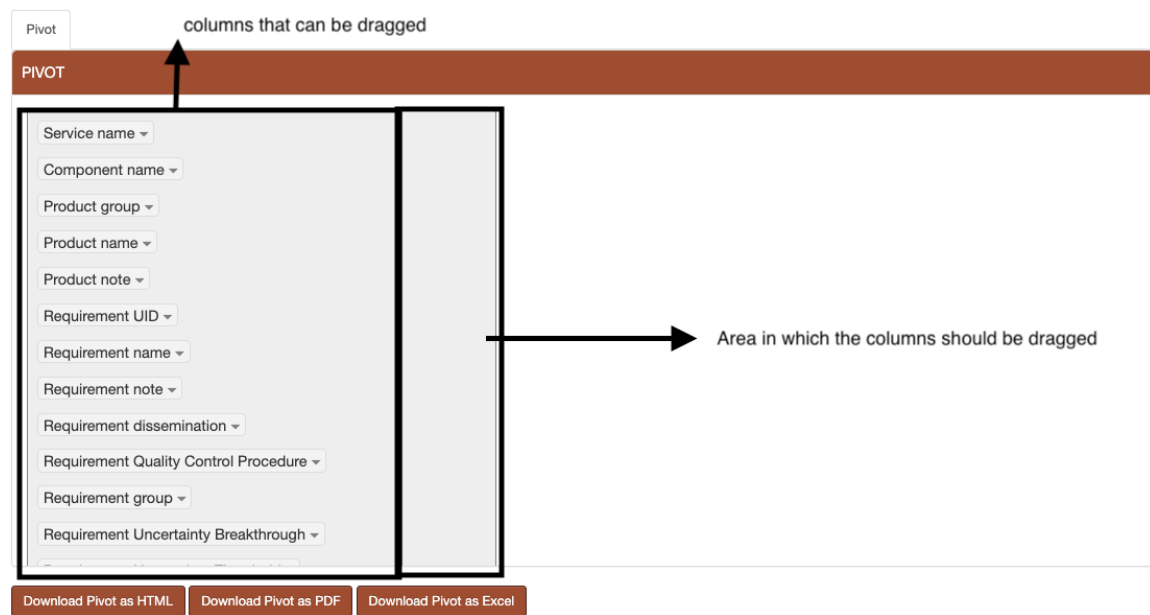 columns that can be dragged
Pivot
PIVOT
Service name
Component name
Product group
Product name
Product note
Requirement UID
Requirement name
Area in which the columns should be dragged
Requirement note
Requirement dissemination
Requirement Quality Control Procedure
Requirement group
Requirement Uncertainty Breakthrough
Download Pivot as HTML
Download Pivot as PDF
Download Pivot as Excel